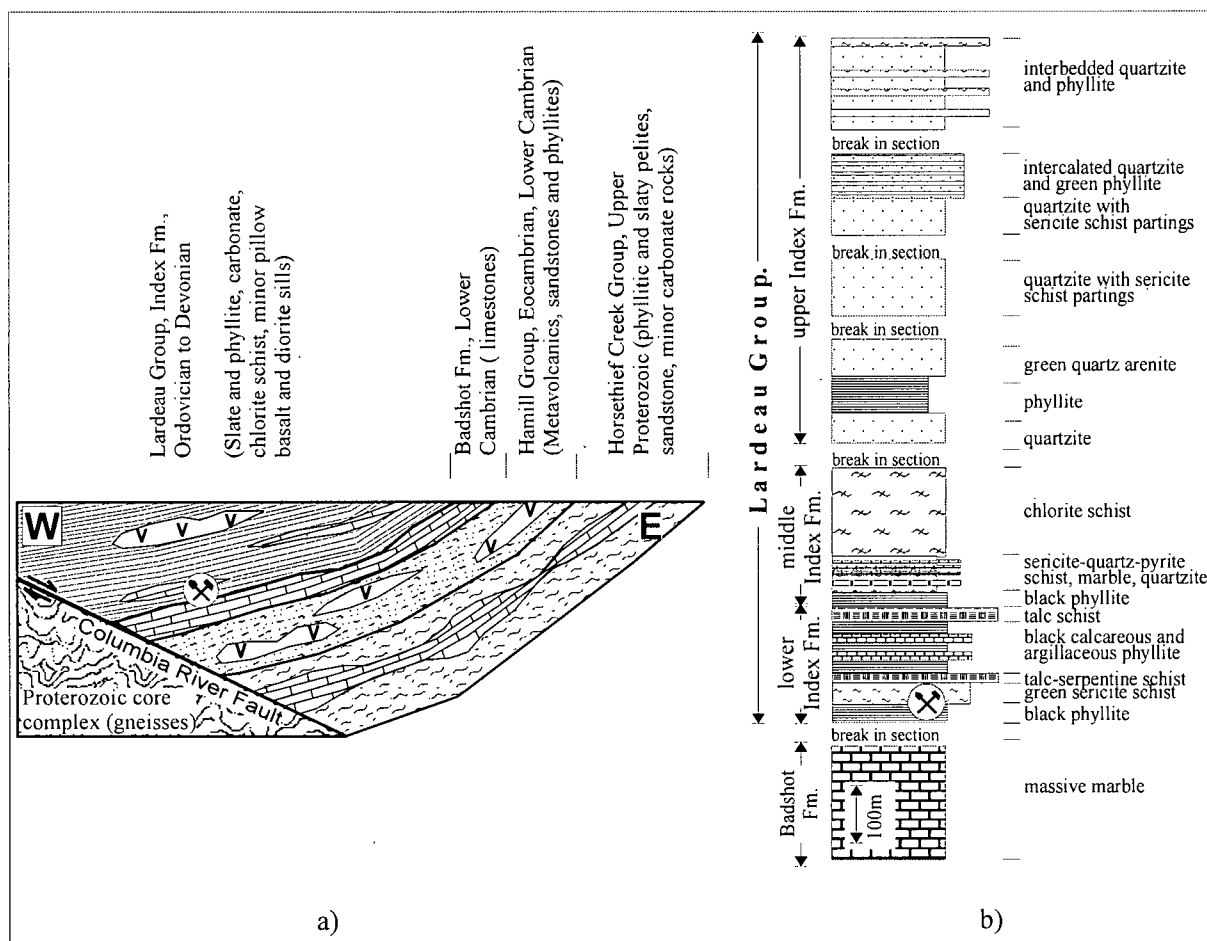 Lardeau Group, Index Fm.,
Ordovician to Devonian
(Slate and phyllite, carbonate,
chlorite schist, minor pillow
basalt and diorite sills)
Badshot Fm., Lower
Cambrian ( limestones)
Hamill Group, Eocambrian, Lower Cambrian
(Metavolcanics, sandstones and phyllites)
Horsethief Creek Group, Upper
Proterozoic (phyllitic and slaty pelites,
sandstone, minor carbonate rocks)
W
E
V V V
V
V
V V
Columbia River Fault
Proterozoic core
complex (gneisses)
a)
Lardeau Group.
upper Index Fm.
middle
Index Fm.
lower
Index Fm.
Badshot
Fm.
interbedded quartzite
and phyllite
break in section
intercalated quartzite
and green phyllite
quartzite with
sericite schist partings
break in section
quartzite with sericite
schist partings
break in section
green quartz arenite
phyllite
quartzite
break in section
chlorite schist
sericite-quartz-pyrite
schist, marble, quartzite
black phyllite
talc schist
black calcareous and
argillaceous phyllite
talc-serpentine schist
green sericite schist
black phyllite
break in section
massive marble
100m
b)